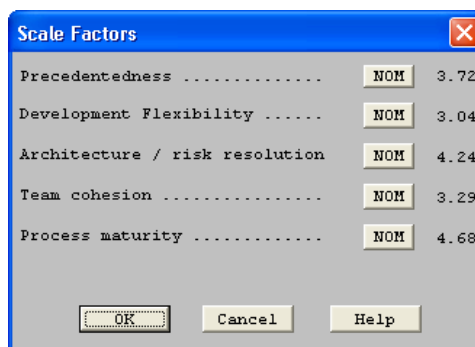 Scale Factors
Precedentedness .............. NOM 3.72
Development Flexibility ...... NOM 3.04
Architecture / risk resolution NOM 4.24
Team cohesion ................ NOM 3.29
Process maturity ............. NOM 4.68
OK Cancel Help